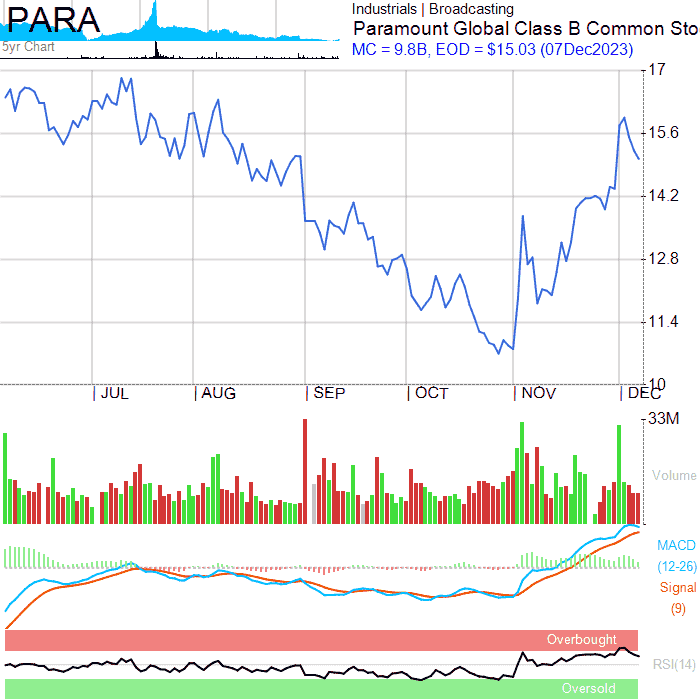 PARA
5yr Chart
Industrials | Broadcasting
Paramount Global Class B Common Sto
MC = 9.8B, EOD = $15.03 (07Dec2023)
17
15.6
14.2
12.8
11.4
10
JUL AUG SEP OCT NOV DEC
33M
Volume
MACD
(12-26)
Signal
(9)
Overbought
RSI(14)
Oversold